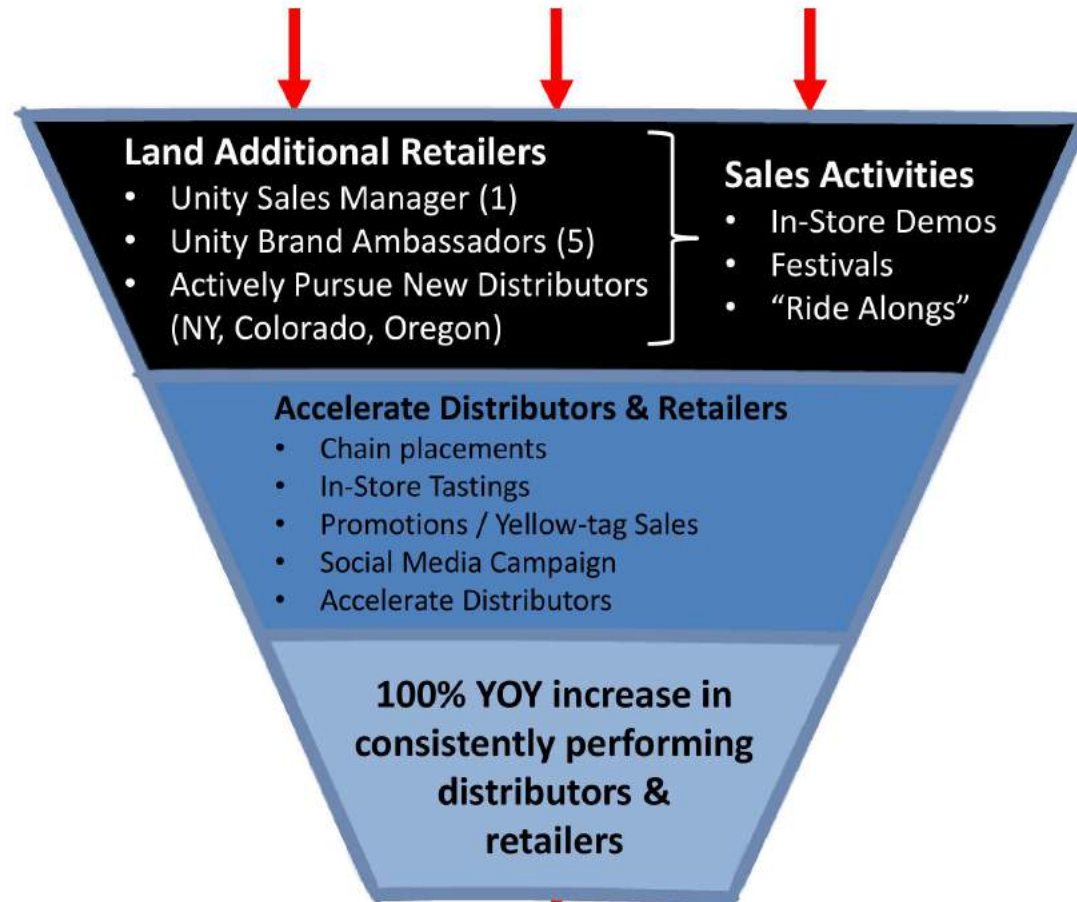 Land Additional Retailers
• Unity Sales Manager (1)
• Unity Brand Ambassadors (5)
• Actively Pursue New Distributors
(NY, Colorado, Oregon)
Sales Activities
• In-Store Demos
• Festivals
• “Ride Alongs”
Accelerate Distributors & Retailers
• Chain placements
• In-Store Tastings
• Promotions / Yellow-tag Sales
• Social Media Campaign
• Accelerate Distributors
100% YOY increase in
consistently performing
distributors &
retailers